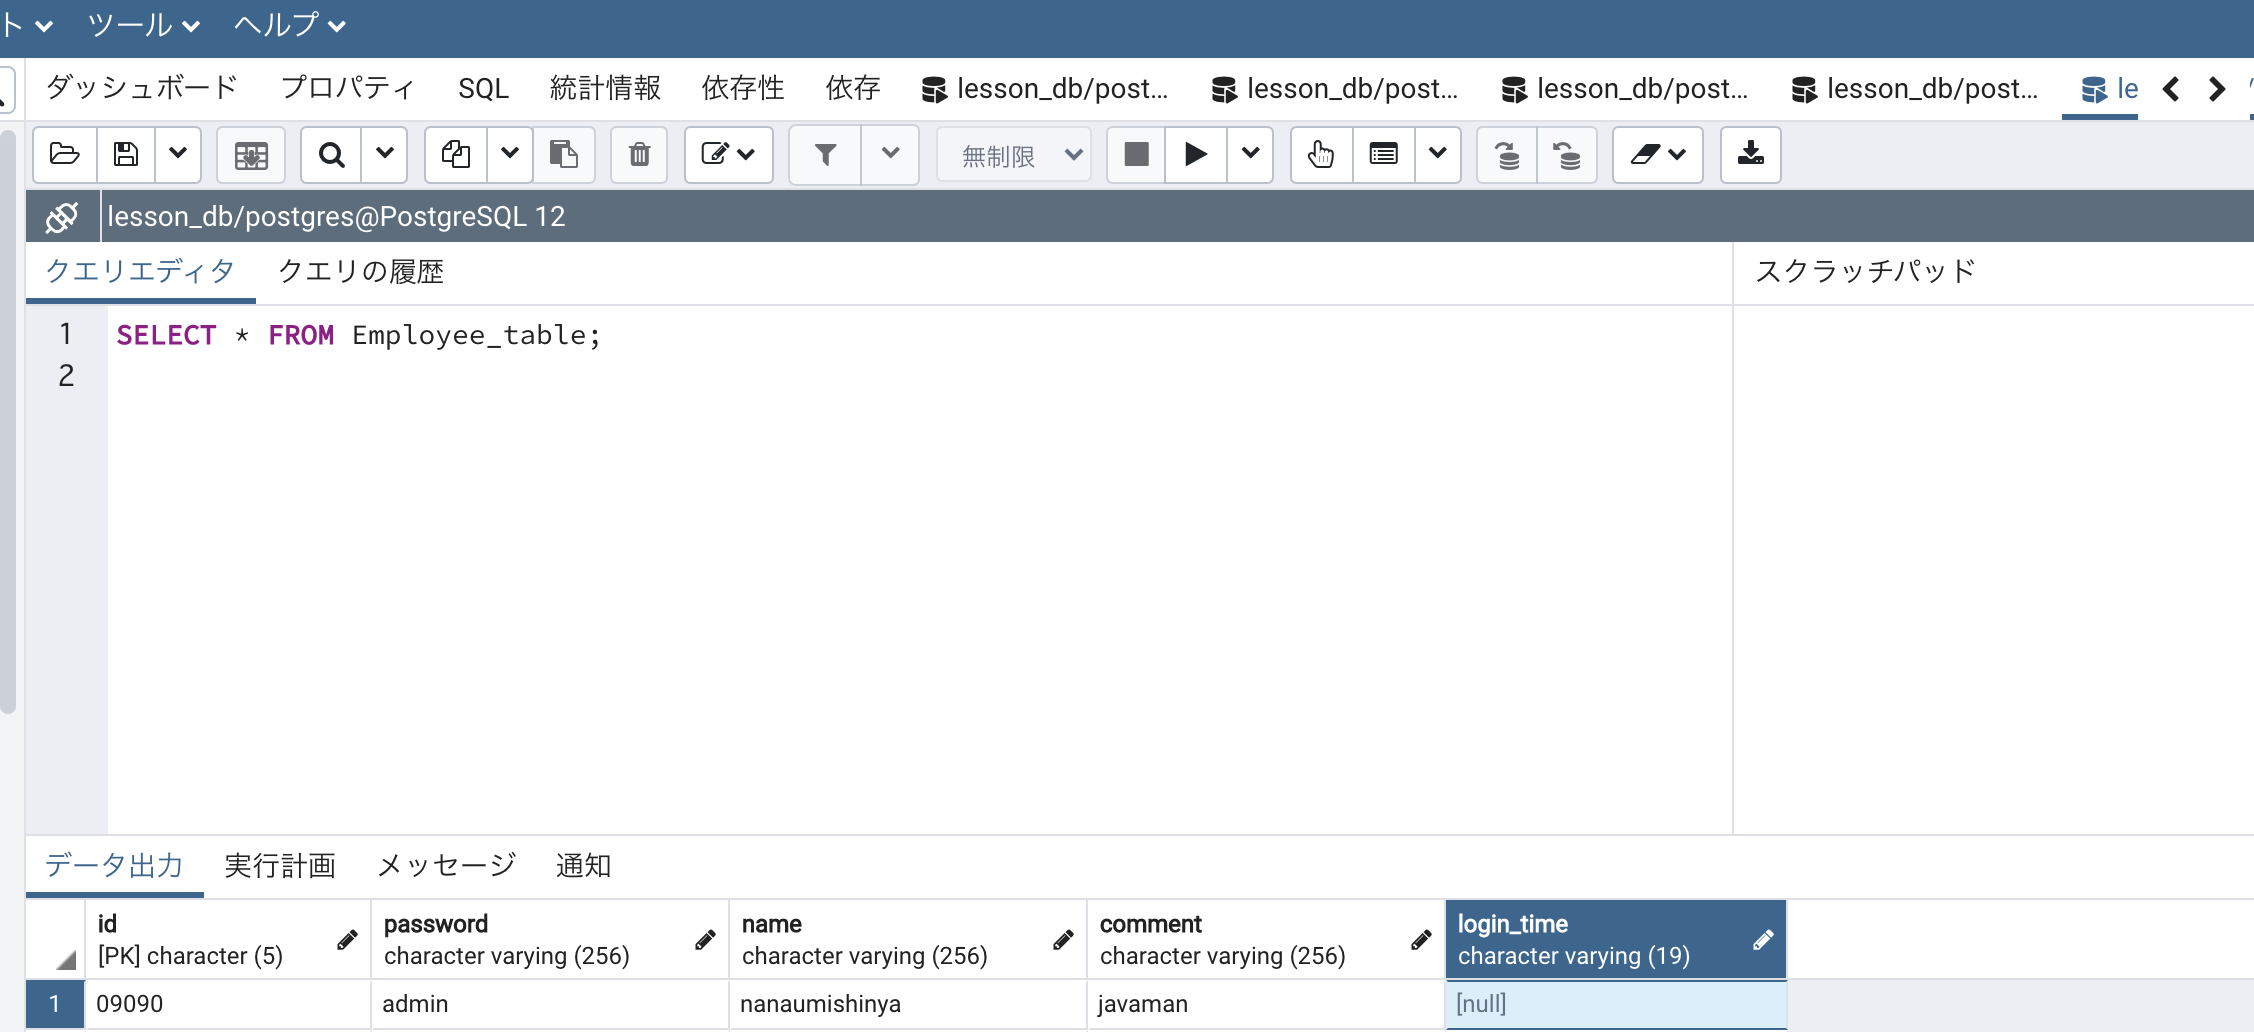 ト ツール ヘルプ
ダッシュボード プロパティ SQL 統計情報 依存性 依存 lesson_db/post... lesson_db/post... lesson_db/post... lesson_db/post... le
無制限
lesson_db/postgres@PostgreSQL 12
クエリエディタ クエリの履歴 スクラッチパッド
1 SELECT * FROM Employee_table;
2
データ出力 実行計画 メッセージ 通知
id password name comment login_time
[PK] character (5) character varying (256) character varying (256) character varying (256) character varying (19)
1 09090 admin nanaumishinya javaman [null]